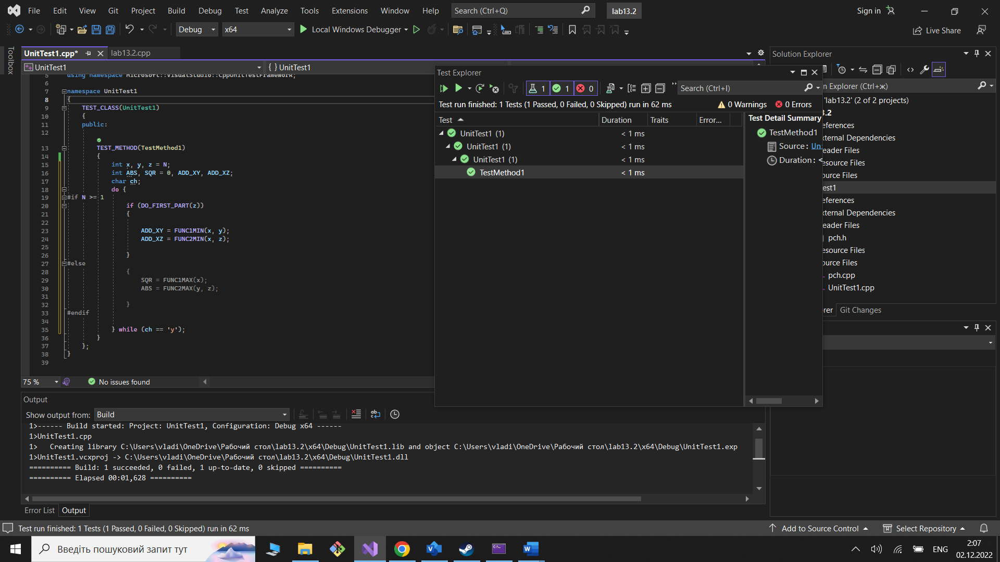 File Edit View Git Project Build Debug Test Analyze Tools Extensions Window Help Search (Ctrl+Q) lab13.2 Sign in
Debug x64 Local Windows Debugger Live Share
Toolbox
UnitTest1.cpp* lab13.2.cpp
UnitTest1 { } UnitTest1
5 using namespace Microsoft::VisualStudio::CppUnitTestFramework;
6
7 namespace UnitTest1
8 {
9 TEST_CLASS(UnitTest1)
10 {
11 public:
12
13 TEST_METHOD(TestMethod1)
14 {
15 int x, y, z = N;
16 int ABS, SQR = 0, ADD_XY, ADD_XZ;
17 char ch;
18 do {
19 #if N >= 1
20 if (DO_FIRST_PART(z))
21 {
22
23 ADD_XY = FUNC1MIN(x, y);
24 ADD_XZ = FUNC2MIN(x, z);
25
26 }
27 #else
28 {
29 SQR = FUNC1MAX(x);
30 ABS = FUNC2MAX(y, z);
31
32 }
33 #endif
34
35 } while (ch == 'y');
36 }
37 };
38 }
39
75 % No issues found
Test Explorer
1 1 0 Search (Ctrl+I)
Test run finished: 1 Tests (1 Passed, 0 Failed, 0 Skipped) run in 62 ms 0 Warnings 0 Errors
Test Duration Traits Error...
UnitTest1 (1) < 1 ms
UnitTest1 (1) < 1 ms
UnitTest1 (1) < 1 ms
TestMethod1 < 1 ms
Test Detail Summary
TestMethod1
Source: Un
Duration: <
Solution Explorer
n Explorer (Ctrl+ж)
'lab13.2' (2 of 2 projects)
3.2
eferences
xternal Dependencies
eader Files
esource Files
ource Files
est1
eferences
xternal Dependencies
eader Files
pch.h
esource Files
ource Files
pch.cpp
UnitTest1.cpp
rer Git Changes
Output
Show output from: Build
1>------ Build started: Project: UnitTest1, Configuration: Debug x64 ------
1>UnitTest1.cpp
1> Creating library C:\Users\vladi\OneDrive\Рабочий стол\lab13.2\x64\Debug\UnitTest1.lib and object C:\Users\vladi\OneDrive\Рабочий стол\lab13.2\x64\Debug\UnitTest1.exp
1>UnitTest1.vcxproj -> C:\Users\vladi\OneDrive\Рабочий стол\lab13.2\x64\Debug\UnitTest1.dll
========== Build: 1 succeeded, 0 failed, 1 up-to-date, 0 skipped ==========
========== Elapsed 00:01,628 ==========
Error List Output
Test run finished: 1 Tests (1 Passed, 0 Failed, 0 Skipped) run in 62 ms Add to Source Control Select Repository
Введіть пошуковий запит тут ENG 2:07
02.12.2022